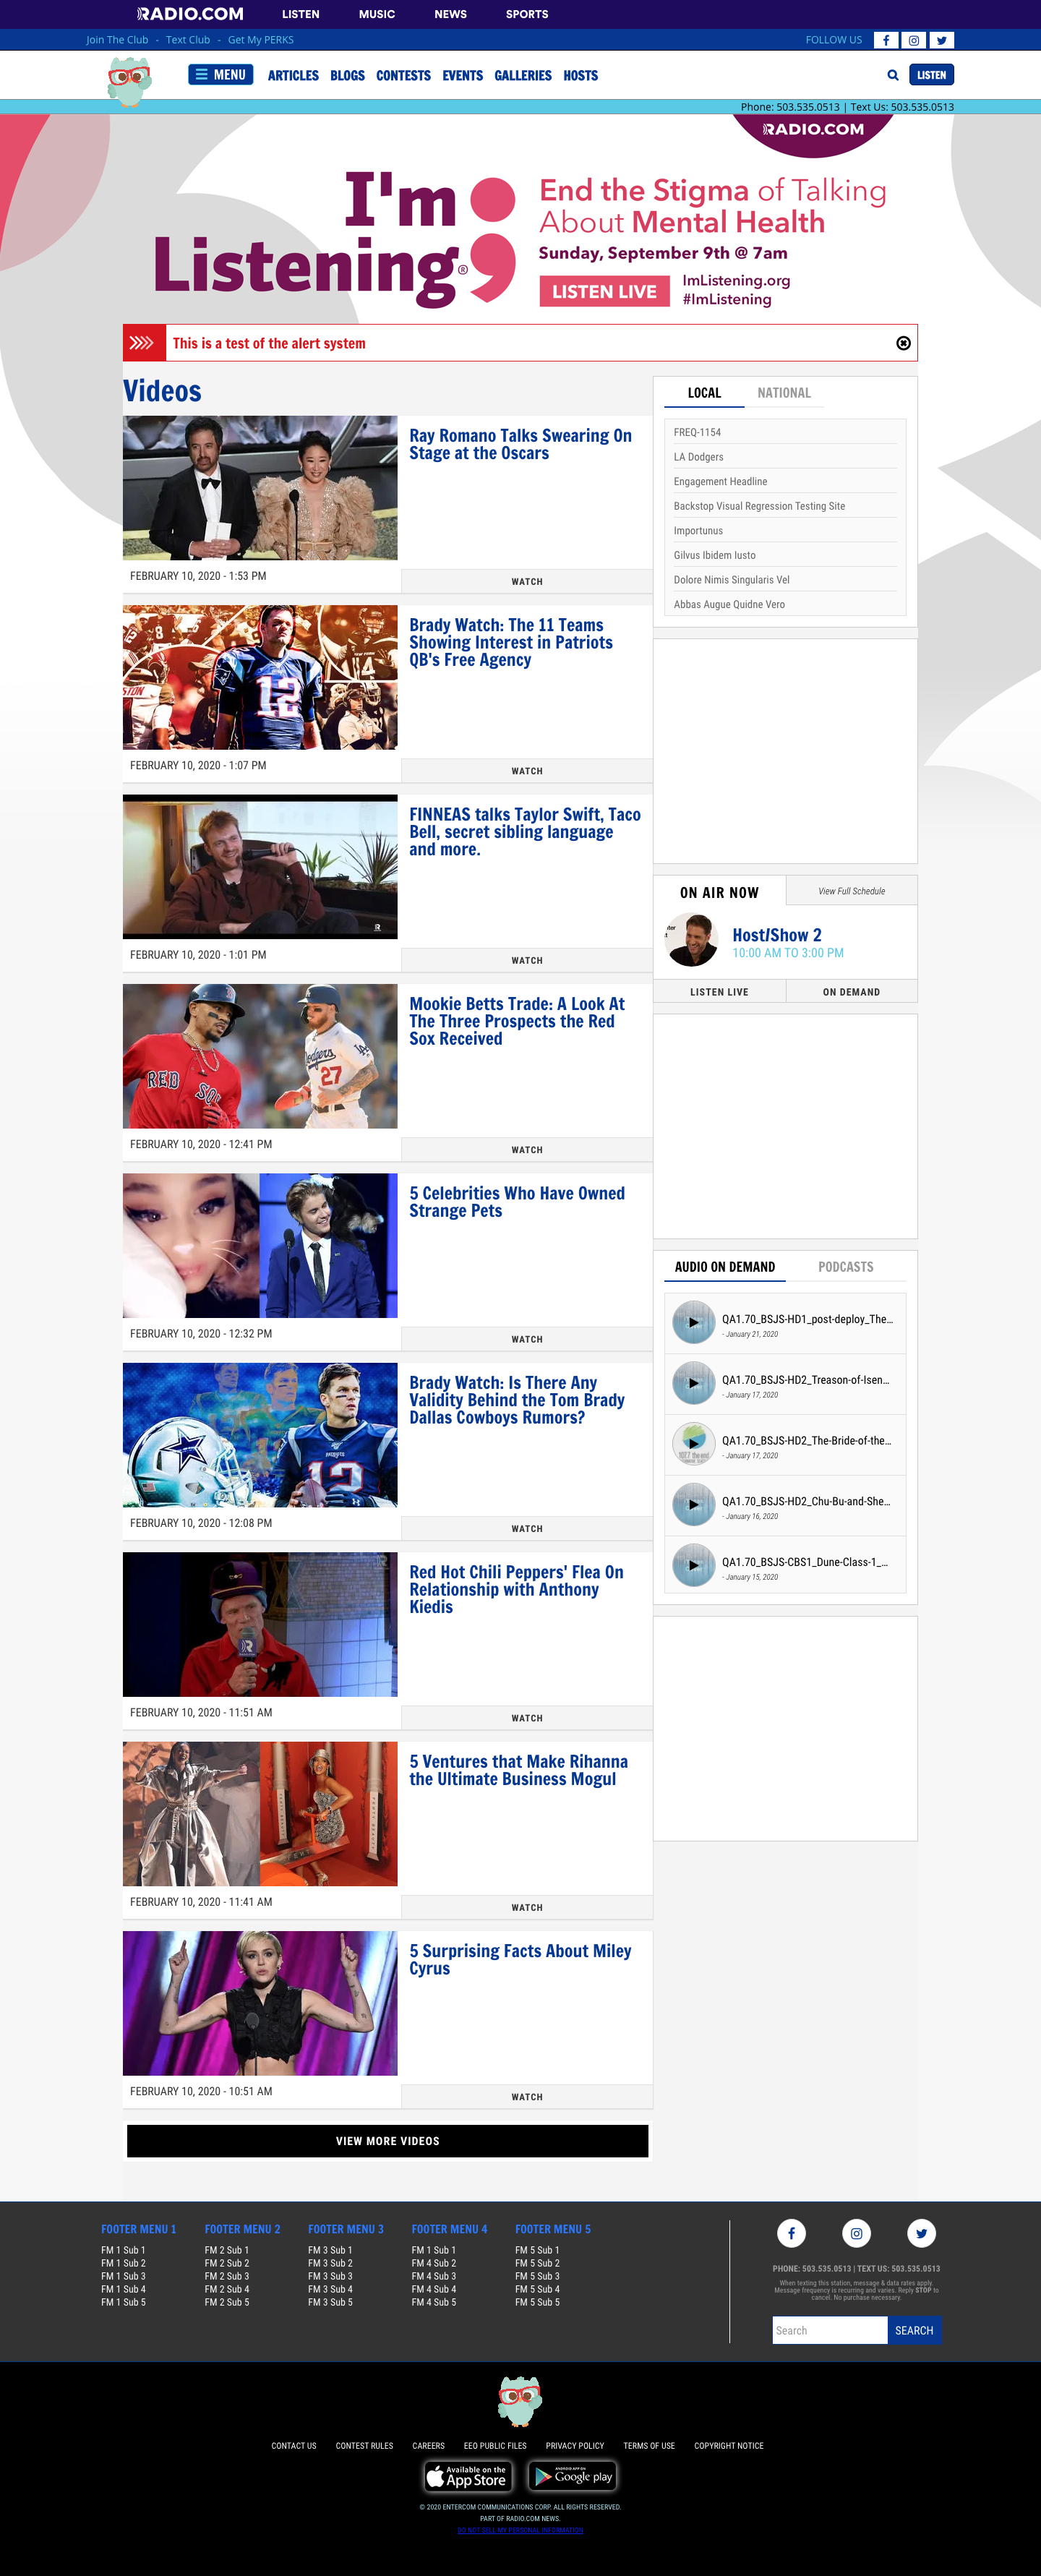 RADIO.COM LISTEN MUSIC NEWS SPORTS
Join The Club - Text Club - Get My PERKS FOLLOW US
MENU ARTICLES BLOGS CONTESTS EVENTS GALLERIES HOSTS LISTEN
Phone: 503.535.0513 | Text Us: 503.535.0513
RADIO.COM
I'm
Listening®
End the Stigma of Talking
About Mental Health
Sunday, September 9th @ 7am
LISTEN LIVE
ImListening.org
#ImListening
This is a test of the alert system
Videos
Ray Romano Talks Swearing On
Stage at the Oscars
FEBRUARY 10, 2020 - 1:53 PM
WATCH
Brady Watch: The 11 Teams
Showing Interest in Patriots
QB's Free Agency
12
14
8
STON
FEBRUARY 10, 2020 - 1:07 PM
WATCH
FINNEAS talks Taylor Swift, Taco
Bell, secret sibling language
and more.
FEBRUARY 10, 2020 - 1:01 PM
WATCH
Mookie Betts Trade: A Look At
The Three Prospects the Red
Sox Received
RED SOX
Dodgers
27
LA
FEBRUARY 10, 2020 - 12:41 PM
WATCH
5 Celebrities Who Have Owned
Strange Pets
FEBRUARY 10, 2020 - 12:32 PM
WATCH
Brady Watch: Is There Any
Validity Behind the Tom Brady
Dallas Cowboys Rumors?
PATRIOTS
12
FEBRUARY 10, 2020 - 12:08 PM
WATCH
Red Hot Chili Peppers' Flea On
Relationship with Anthony
Kiedis
FEBRUARY 10, 2020 - 11:51 AM
WATCH
5 Ventures that Make Rihanna
the Ultimate Business Mogul
FEBRUARY 10, 2020 - 11:41 AM
WATCH
5 Surprising Facts About Miley
Cyrus
FEBRUARY 10, 2020 - 10:51 AM
WATCH
VIEW MORE VIDEOS
LOCAL NATIONAL
FREQ-1154
LA Dodgers
Engagement Headline
Backstop Visual Regression Testing Site
Importunus
Gilvus Ibidem Iusto
Dolore Nimis Singularis Vel
Abbas Augue Quidne Vero
ON AIR NOW View Full Schedule
Host/Show 2
10:00 AM TO 3:00 PM
LISTEN LIVE ON DEMAND
AUDIO ON DEMAND PODCASTS
QA1.70_BSJS-HD1_post-deploy_The...
- January 21, 2020
QA1.70_BSJS-HD2_Treason-of-Isen...
- January 17, 2020
QA1.70_BSJS-HD2_The-Bride-of-the...
- January 17, 2020
QA1.70_BSJS-HD2_Chu-Bu-and-She...
- January 16, 2020
QA1.70_BSJS-CBS1_Dune-Class-1_...
- January 15, 2020
FOOTER MENU 1
FM 1 Sub 1
FM 1 Sub 2
FM 1 Sub 3
FM 1 Sub 4
FM 1 Sub 5
FOOTER MENU 2
FM 2 Sub 1
FM 2 Sub 2
FM 2 Sub 3
FM 2 Sub 4
FM 2 Sub 5
FOOTER MENU 3
FM 3 Sub 1
FM 3 Sub 2
FM 3 Sub 3
FM 3 Sub 4
FM 3 Sub 5
FOOTER MENU 4
FM 1 Sub 1
FM 4 Sub 2
FM 4 Sub 3
FM 4 Sub 4
FM 4 Sub 5
FOOTER MENU 5
FM 5 Sub 1
FM 5 Sub 2
FM 5 Sub 3
FM 5 Sub 4
FM 5 Sub 5
PHONE: 503.535.0513 | TEXT US: 503.535.0513
When texting this station, message & data rates apply.
Message frequency is recurring and varies. Reply STOP to
cancel. No purchase necessary.
Search SEARCH
CONTACT US CONTEST RULES CAREERS EEO PUBLIC FILES PRIVACY POLICY TERMS OF USE COPYRIGHT NOTICE
Available on the
App Store
ANDROID APP ON
Google play
© 2020 ENTERCOM COMMUNICATIONS CORP. ALL RIGHTS RESERVED.
PART OF RADIO.COM NEWS.
DO NOT SELL MY PERSONAL INFORMATION